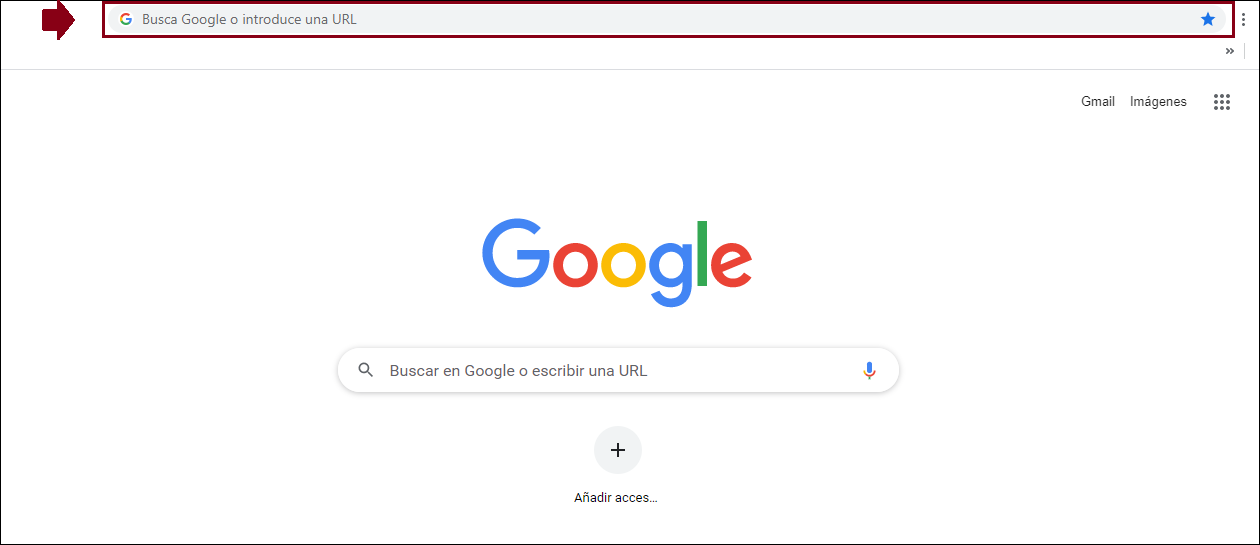 Busca Google o introduce una URL
»
Gmail Imágenes
Google
Buscar en Google o escribir una URL
Añadir acces...